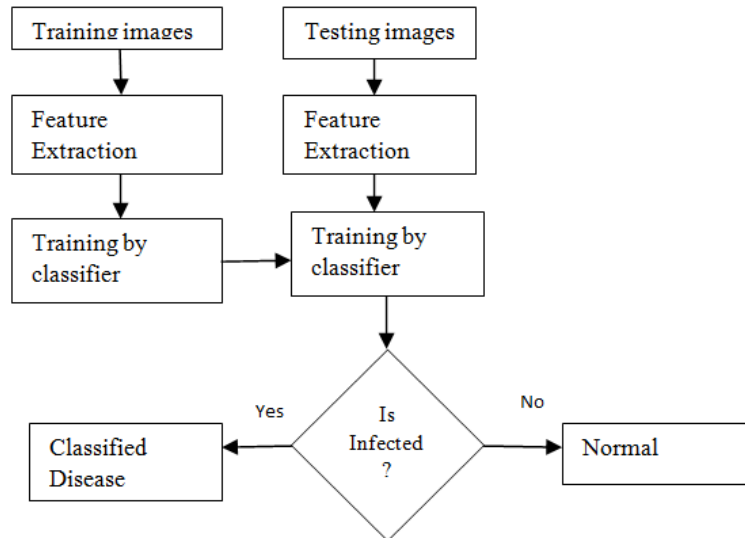 Training images
Testing images
Feature
Extraction
Feature
Extraction
Training by
classifier
Training by
classifier
Is
Infected
?
Yes
No
Classified
Disease
Normal